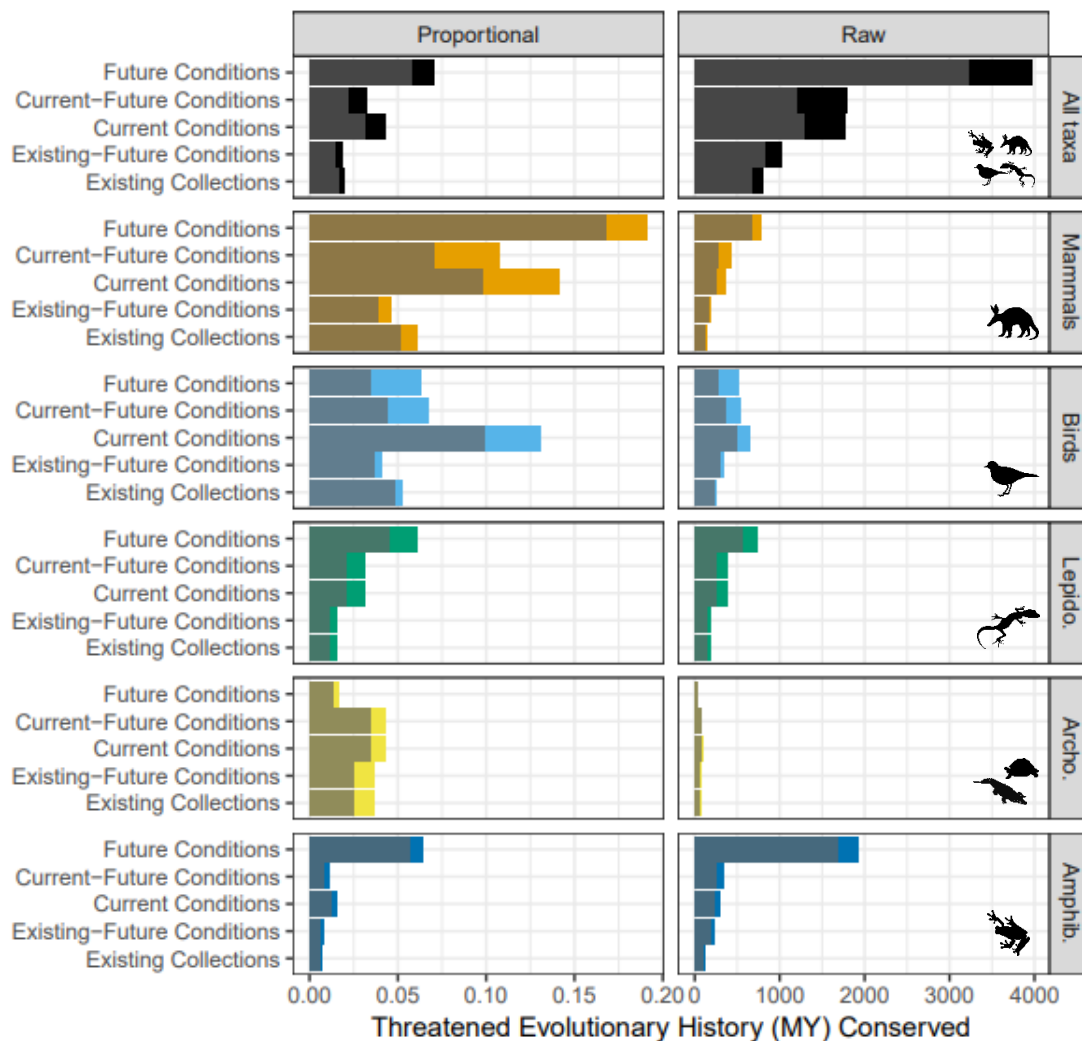 Proportional
Raw
Future Conditions
Current−Future Conditions
Current Conditions
Existing−Future Conditions
Existing Collections
All taxa
Future Conditions
Current−Future Conditions
Current Conditions
Existing−Future Conditions
Existing Collections
Mammals
Future Conditions
Current−Future Conditions
Current Conditions
Existing−Future Conditions
Existing Collections
Birds
Future Conditions
Current−Future Conditions
Current Conditions
Existing−Future Conditions
Existing Collections
Lepido.
Future Conditions
Current−Future Conditions
Current Conditions
Existing−Future Conditions
Existing Collections
Archo.
Future Conditions
Current−Future Conditions
Current Conditions
Existing−Future Conditions
Existing Collections
Amphib.
0.00 0.05 0.10 0.15 0.20 0 1000 2000 3000 4000
Threatened Evolutionary History (MY) Conserved